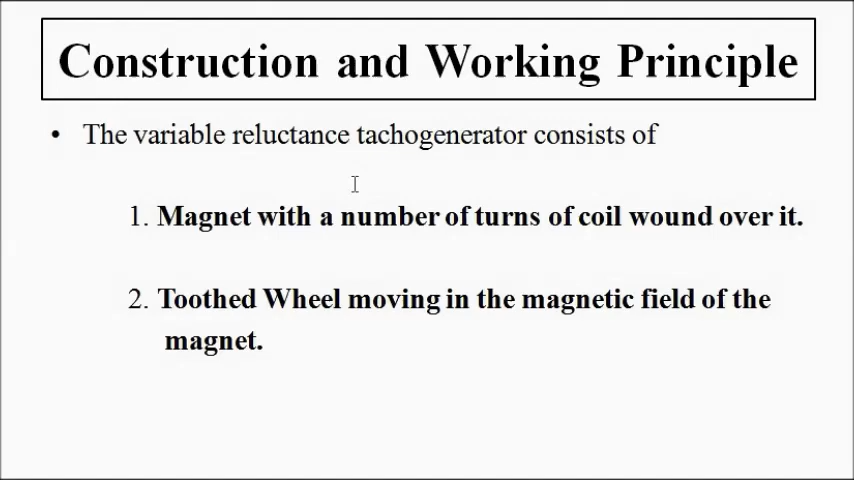 Construction and Working Principle
• The variable reluctance tachogenerator consists of
1. Magnet with a number of turns of coil wound over it.
2. Toothed Wheel moving in the magnetic field of the
magnet.